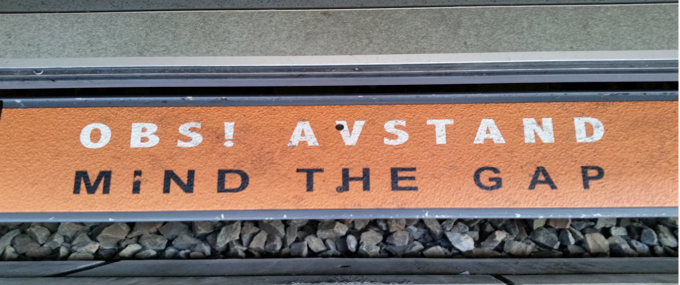 OBS! AVSTAND
MiND THE GAP